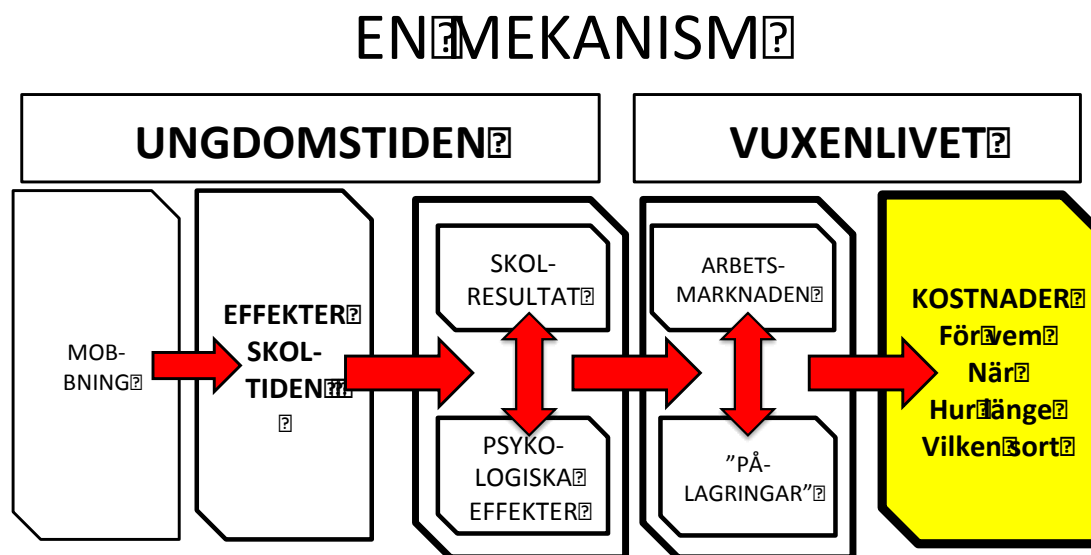 EN MEKANISM
UNGDOMSTIDEN
VUXENLIVET
MOB-
BNING
EFFEKTER
SKOL-
TIDEN
SKOL-
RESULTAT
PSYKO-
LOGISKA
EFFEKTER
ARBETS-
MARKNADEN
”PÅ-
LAGRINGAR”
KOSTNADER
För vem
När
Hur länge
Vilken sort